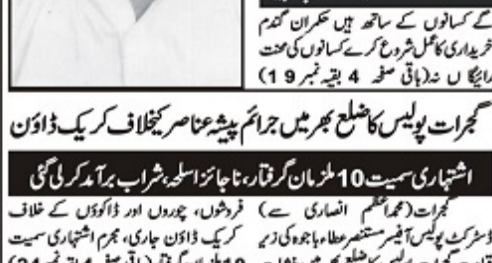 گے کسانوں کے ساتھ ہیں حکمران گندم
خریداری کا عمل شروع کرے کسانوں کی محنت
رائیگا ں نہ (باقی صفحہ 4 بقیہ نمبر 19)
گجرات پولیس کا ضلع بھر میں جرائم پیشہ عناصر کیخلاف کریک ڈاؤن
اشتہاری سمیت 10 ملزمان گرفتار، ناجائز اسلحہ، شراب برآمد کر لی گئی
گجرات (محمد اعظم انصاری سے)
ڈسٹرکٹ پولیس آفیسر مستنصر عطاء باجوہ کی زیر
فروشوں، چوروں اور ڈاکوؤں کے خلاف
کریک ڈاؤن جاری، مجرم اشتہاری سمیت